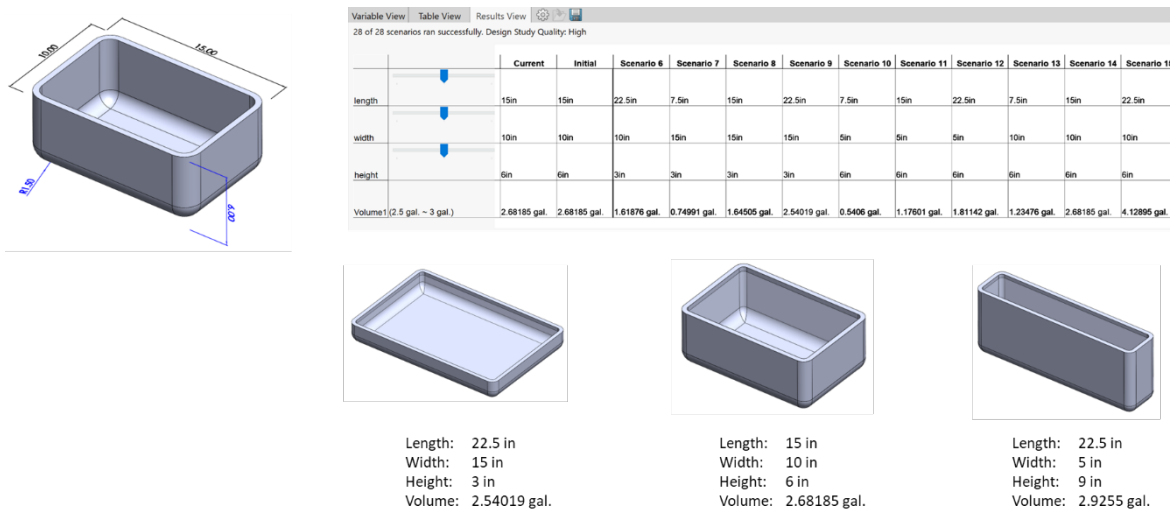 10.00
15.00
R1.50
6.00
Variable View Table View Results View
28 of 28 scenarios ran successfully. Design Study Quality: High
Current Initial Scenario 6 Scenario 7 Scenario 8 Scenario 9 Scenario 10 Scenario 11 Scenario 12 Scenario 13 Scenario 14 Scenario 15
length 15in 15in 22.5in 7.5in 15in 22.5in 7.5in 15in 22.5in 7.5in 15in 22.5in
width 10in 10in 10in 15in 15in 15in 5in 5in 5in 10in 10in 10in
height 6in 6in 3in 3in 3in 3in 6in 6in 6in 6in 6in 6in
Volume1 (2.5 gal. ~ 3 gal.) 2.68185 gal. 2.68185 gal. 1.61876 gal. 0.74991 gal. 1.64505 gal. 2.54019 gal. 0.5406 gal. 1.17601 gal. 1.81142 gal. 1.23476 gal. 2.68185 gal. 4.12895 gal.
Length: 22.5 in
Width: 15 in
Height: 3 in
Volume: 2.54019 gal.
Length: 15 in
Width: 10 in
Height: 6 in
Volume: 2.68185 gal.
Length: 22.5 in
Width: 5 in
Height: 9 in
Volume: 2.9255 gal.